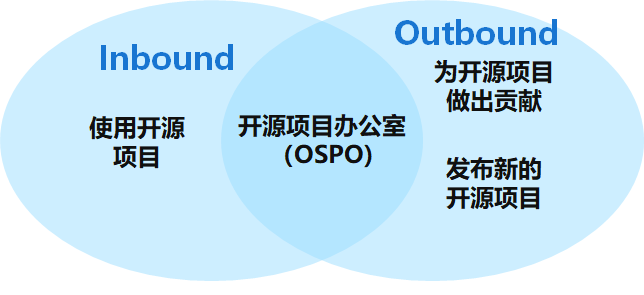 Inbound
使用开源
项目
开源项目办公室
（OSPO）
Outbound
为开源项目
做出贡献
发布新的
开源项目